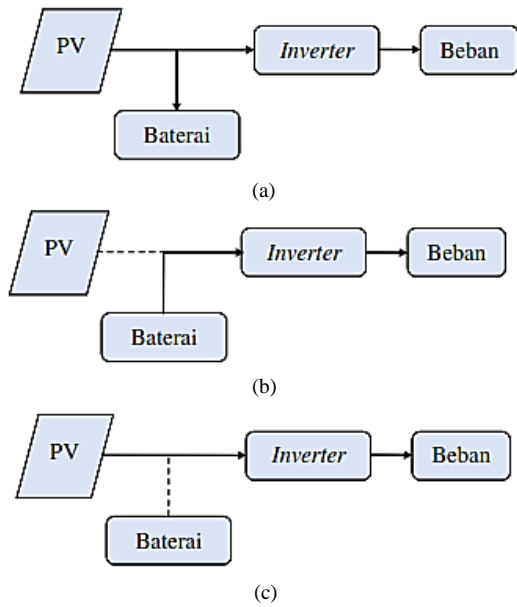 PV
Inverter
Beban
Baterai
(a)
PV
Inverter
Beban
Baterai
(b)
PV
Inverter
Beban
Baterai
(c)